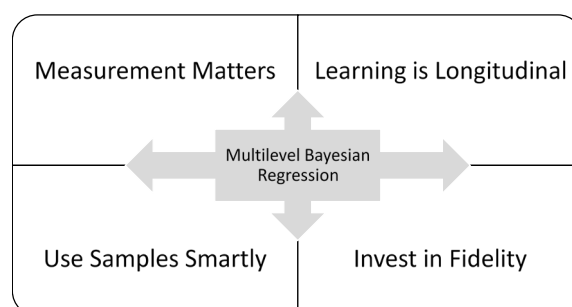 Measurement Matters
Learning is Longitudinal
Multilevel Bayesian
Regression
Use Samples Smartly
Invest in Fidelity